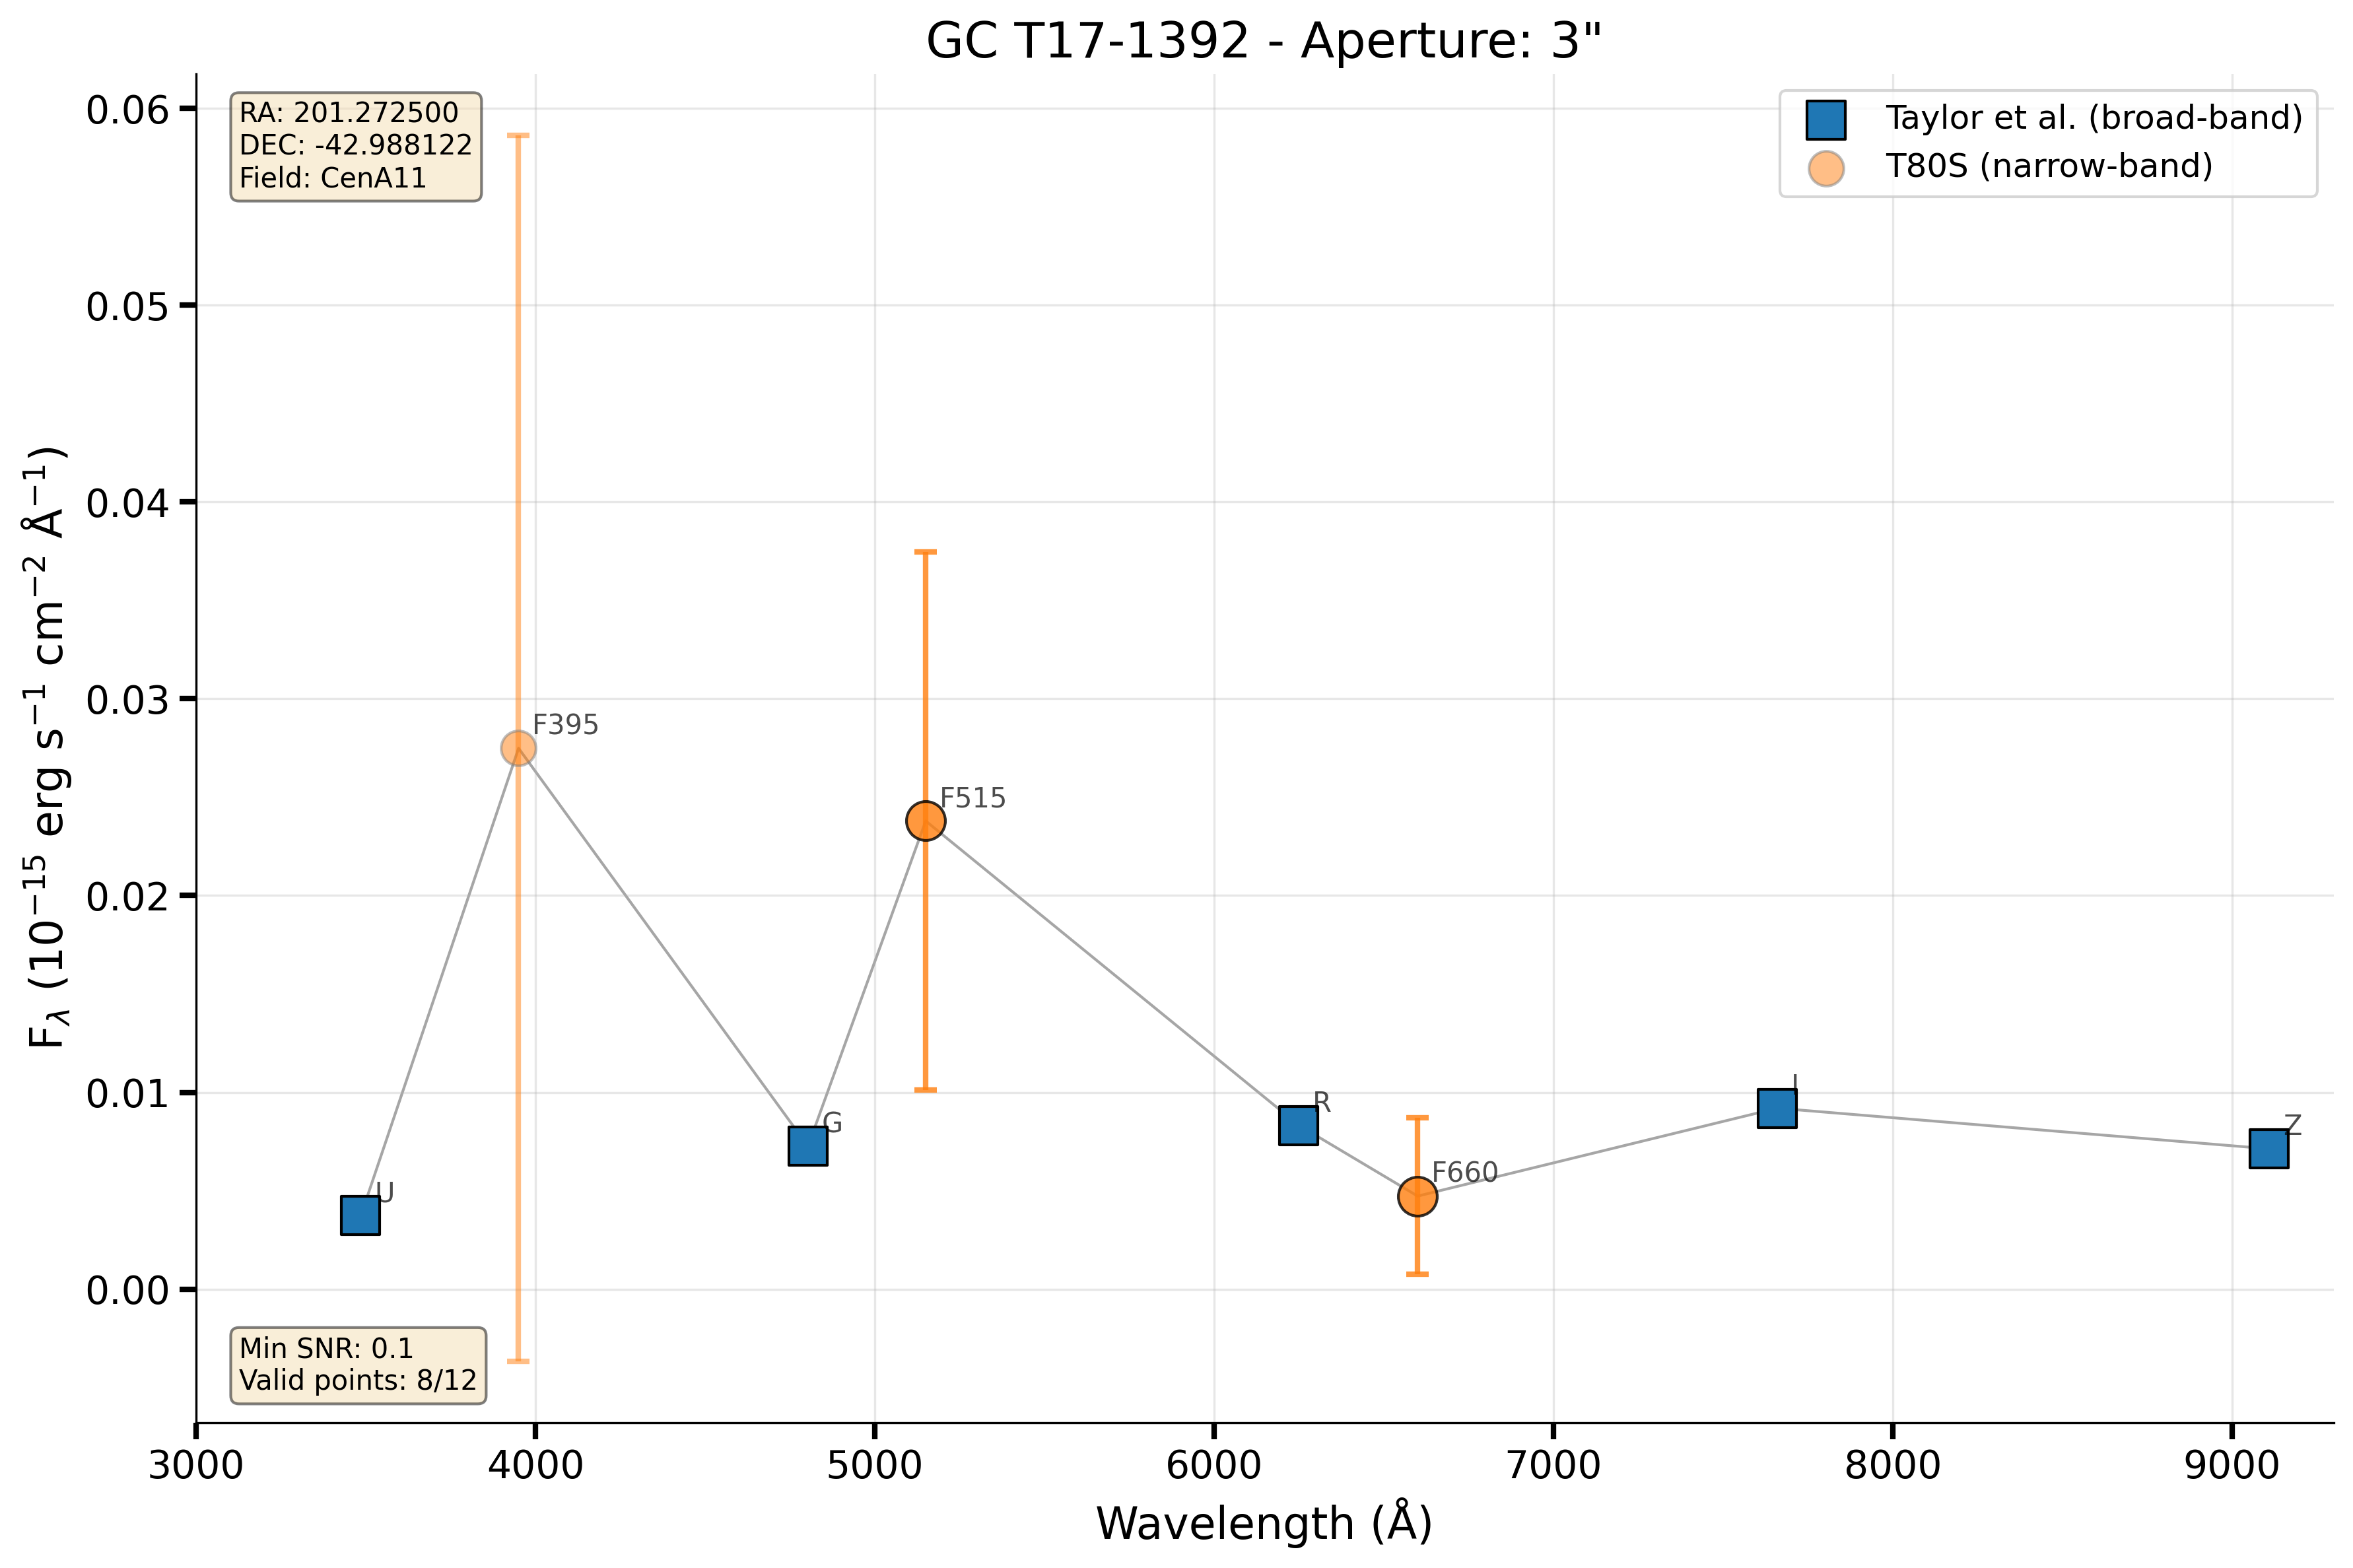 GC T17-1392 - Aperture: 3"
RA: 201.272500
DEC: -42.988122
Field: CenA11
Taylor et al. (broad-band)
T80S (narrow-band)
0.06
0.05
0.04
0.03
0.02
0.01
0.00
F_λ (10⁻¹⁵ erg s⁻¹ cm⁻² Å⁻¹)
F395
F515
G
R
I
Z
U
F660
Min SNR: 0.1
Valid points: 8/12
3000 4000 5000 6000 7000 8000 9000
Wavelength (Å)